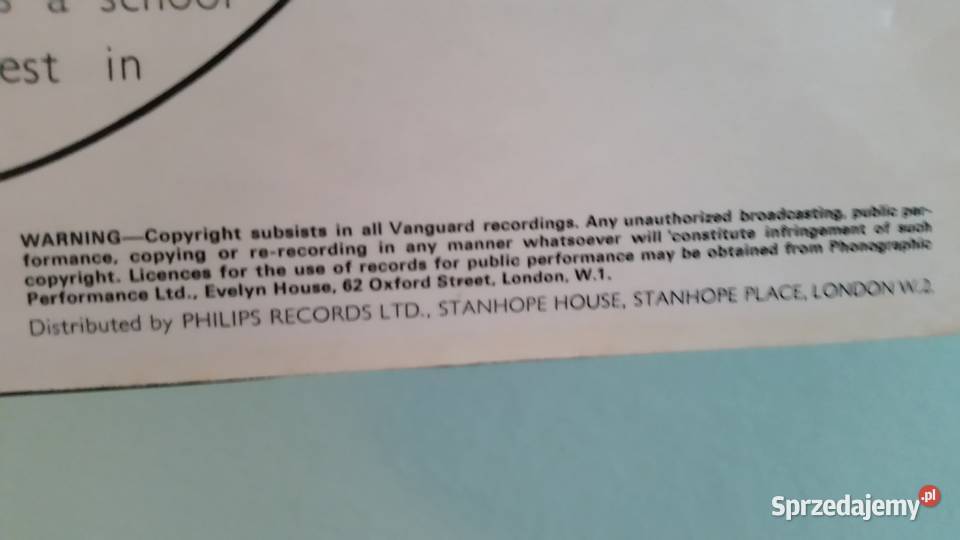 a school
est in
WARNING—Copyright subsists in all Vanguard recordings. Any unauthorized broadcasting, public per-
formance, copying or re-recording in any manner whatsoever will constitute infringement of such
copyright. Licences for the use of records for public performance may be obtained from Phonographic
Performance Ltd., Evelyn House, 62 Oxford Street, London, W.1.
Distributed by PHILIPS RECORDS LTD., STANHOPE HOUSE, STANHOPE PLACE, LONDON W.2.
Sprzedajemy.pl